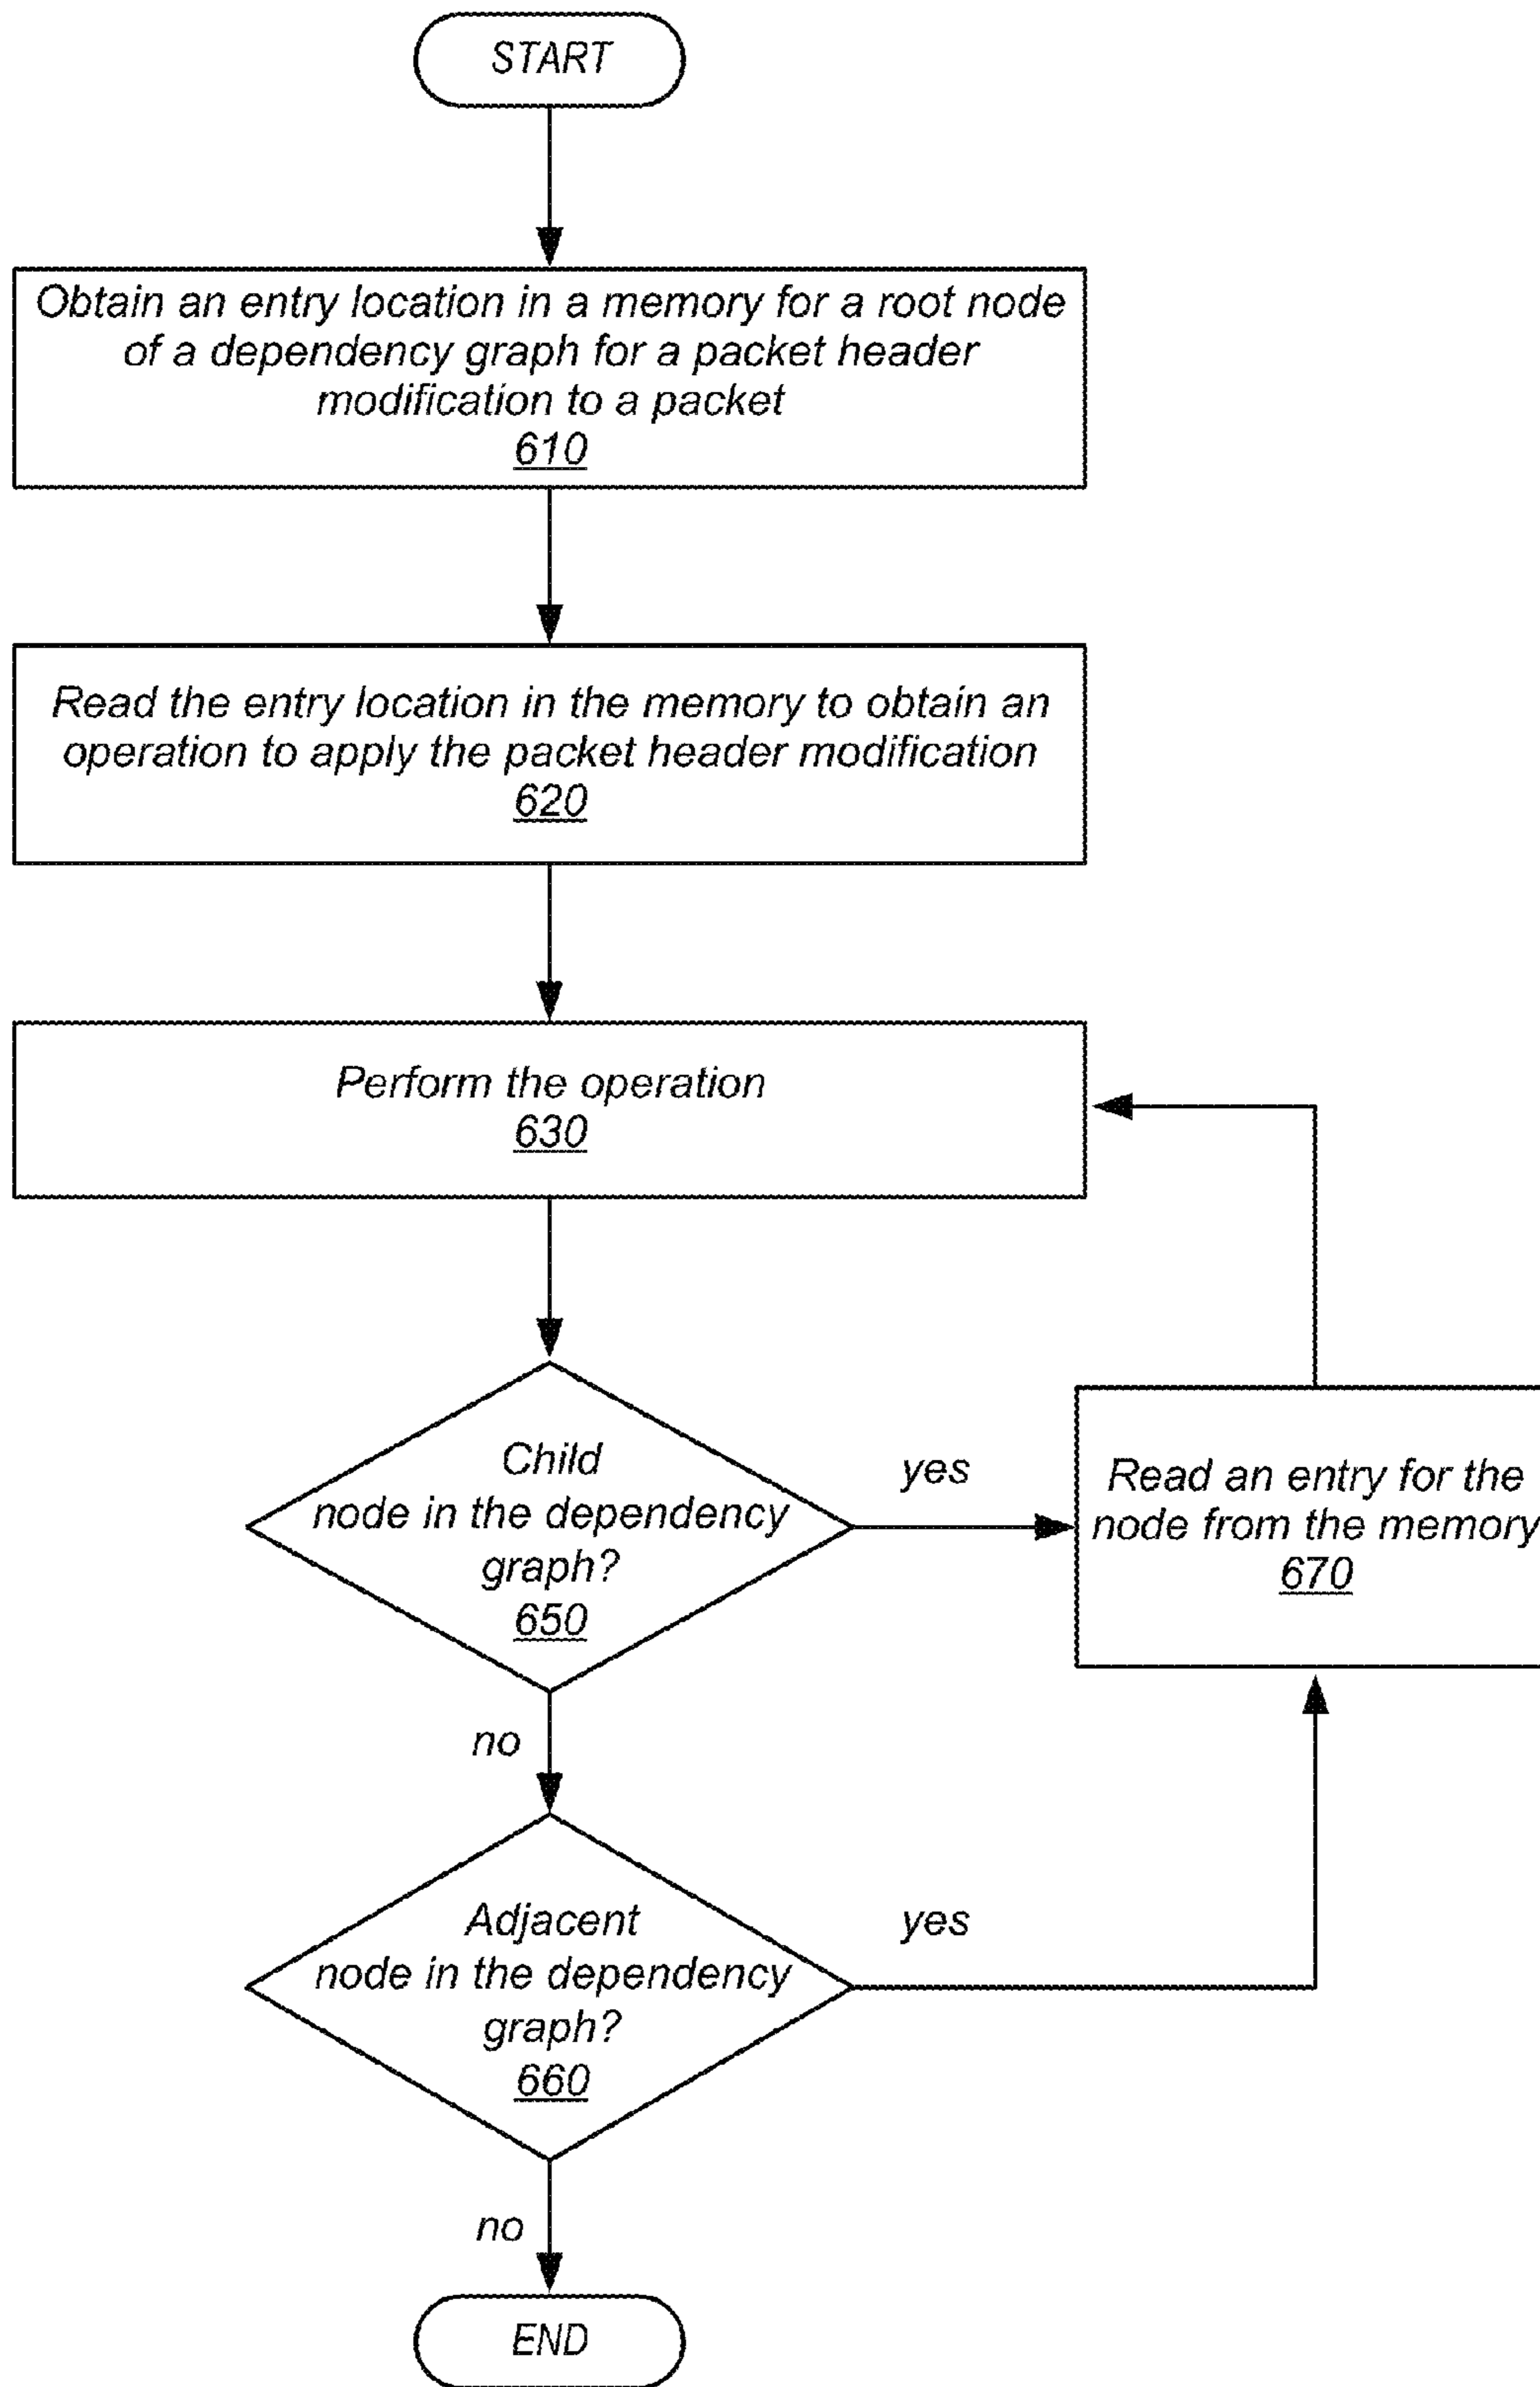 START
Obtain an entry location in a memory for a root node
of a dependency graph for a packet header
modification to a packet
610
Read the entry location in the memory to obtain an
operation to apply the packet header modification
620
Perform the operation
630
Child
node in the dependency
graph?
650
yes
Read an entry for the
node from the memory
670
no
Adjacent
node in the dependency
graph?
660
yes
no
END